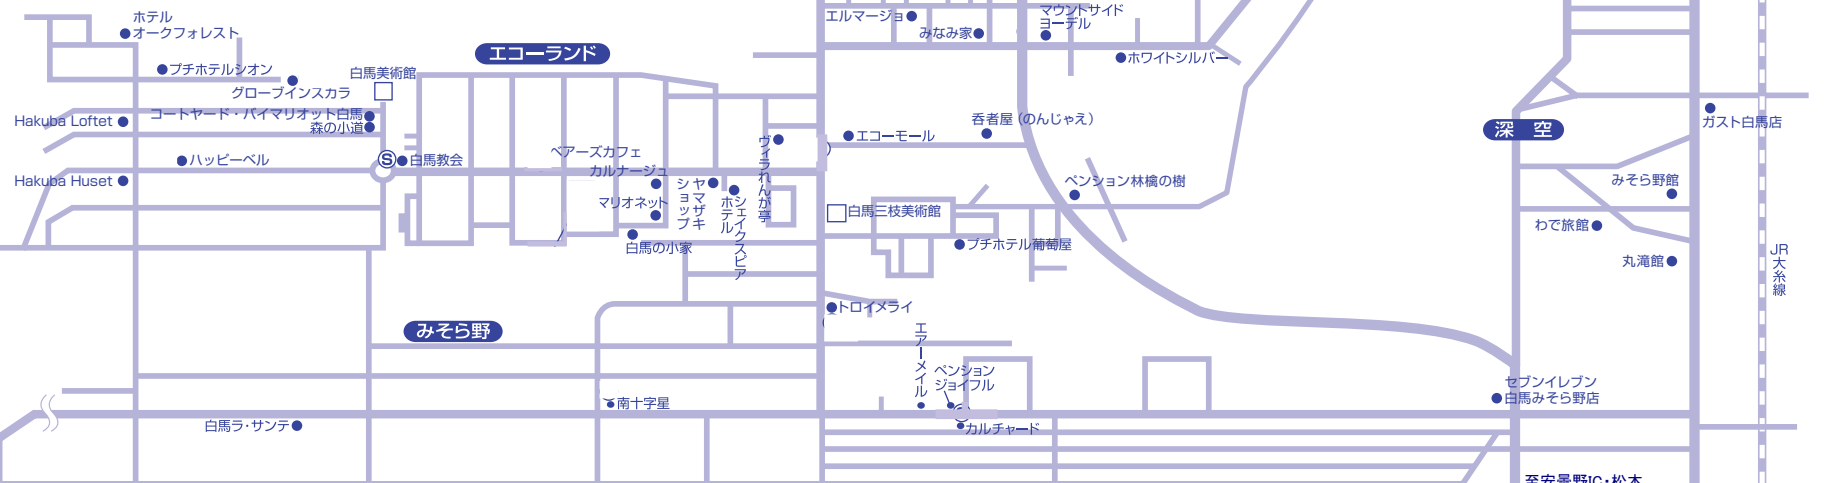 ホテル
オークフォレスト
プチホテルシオン
グローブインスカラ
エコーランド
白馬美術館
Hakuba Loftet
コートヤード・バイマリオット白馬
森の小道
ハッピーベル
S
白馬教会
Hakuba Huset
ベアーズカフェ
カルナージュ
マリオネット
白馬の小家
ヤマザキ
ショップ
シェイクスピア
ホテル
ヴィラれんが亭
エルマージョ
みなみ家
マウントサイド
ヨーデル
ホワイトシルバー
エコーモール
呑者屋（のんじゃえ）
ペンション林檎の樹
白馬三枝美術館
プチホテル葡萄屋
トロイメライ
エアーメイル
ペンション
ジョイフル
カルチャード
みそら野
南十字星
白馬ラ・サンテ
深 空
ガスト白馬店
みそら野館
わで旅館
丸滝館
JR大糸線
セブンイレブン
白馬みそら野店
至安曇野IC・松本